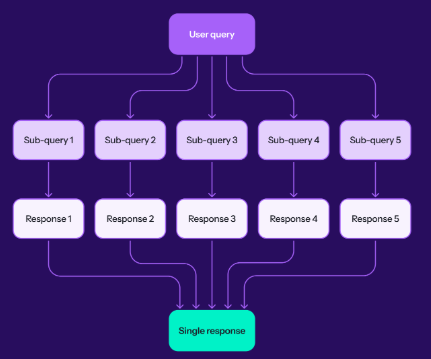 User query
Sub-query 1
Sub-query 2
Sub-query 3
Sub-query 4
Sub-query 5
Response 1
Response 2
Response 3
Response 4
Response 5
Single response